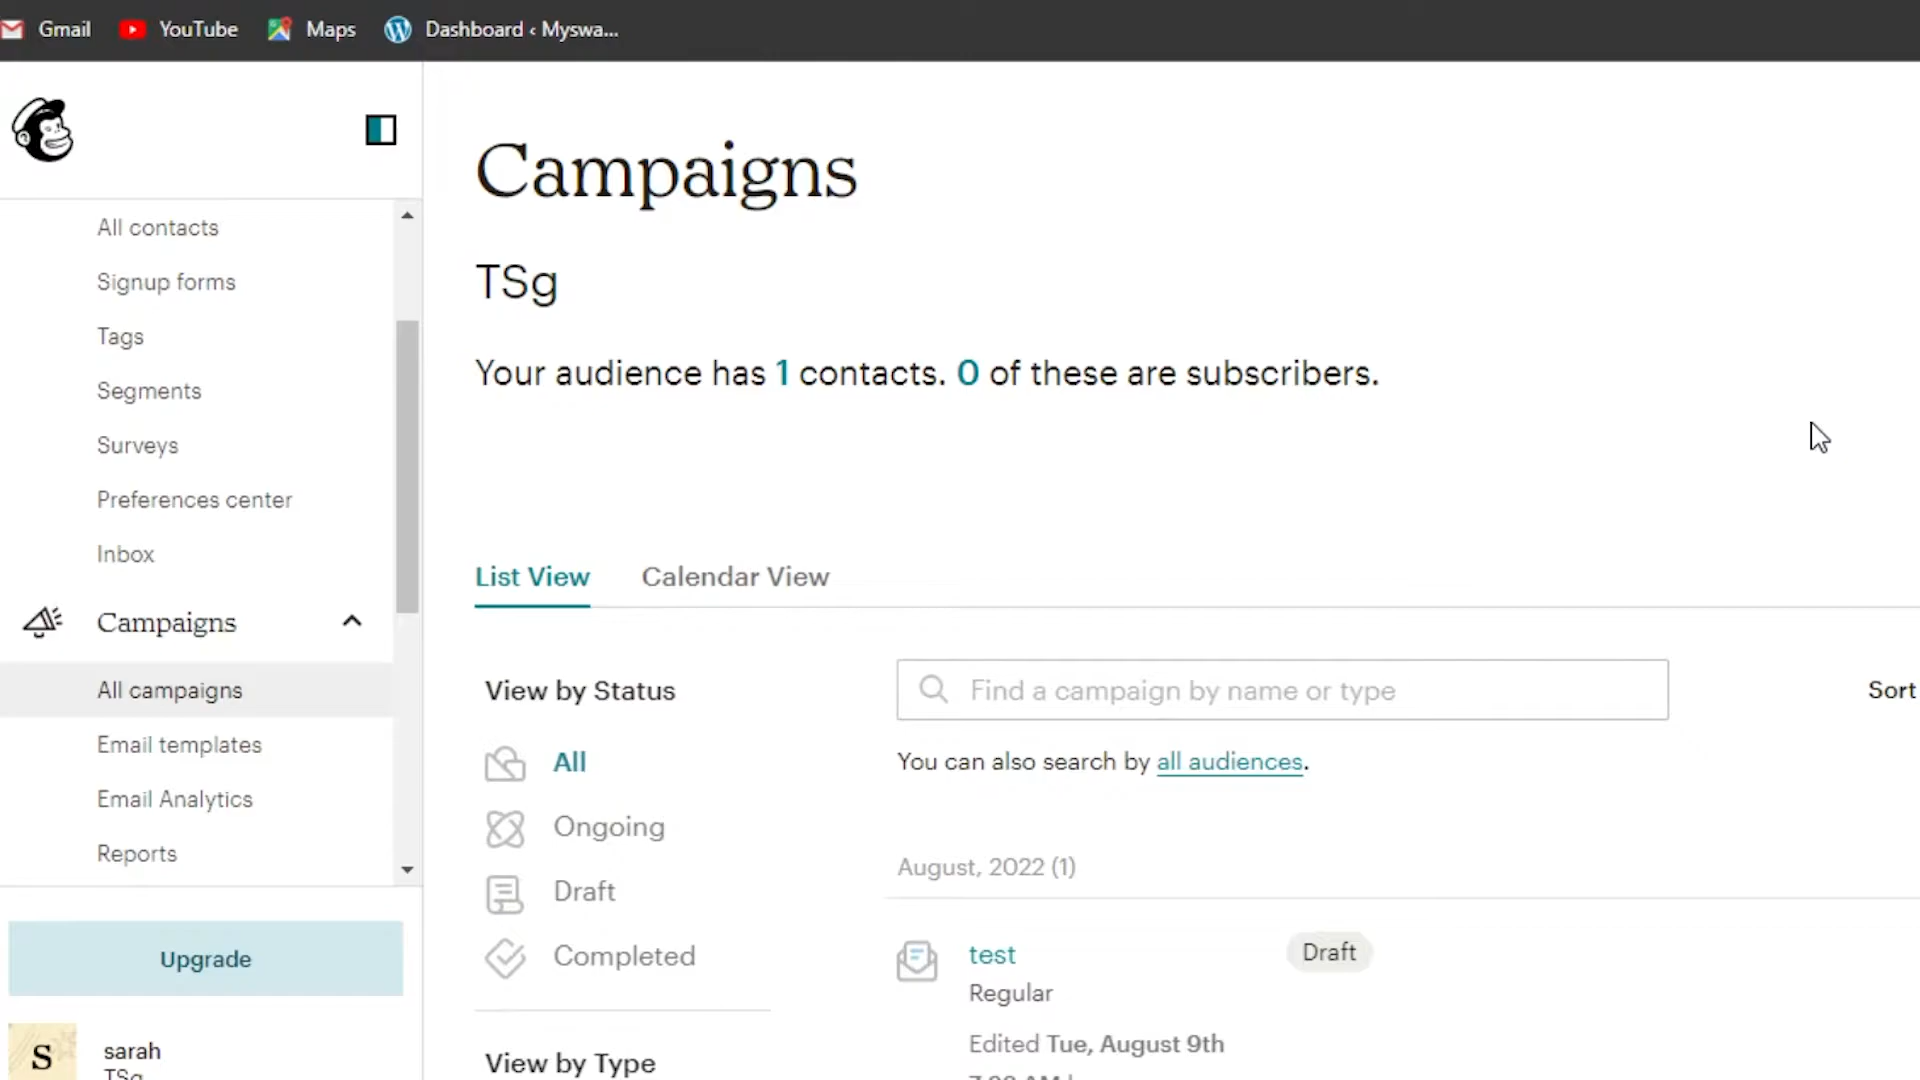 Gmail YouTube Maps Dashboard ‹ Myswa...
All contacts
Signup forms
Tags
Segments
Surveys
Preferences center
Inbox
Campaigns
All campaigns
Email templates
Email Analytics
Reports
Upgrade
S
sarah
TSg
Campaigns
TSg
Your audience has 1 contacts. 0 of these are subscribers.
List View Calendar View
View by Status
All
Ongoing
Draft
Completed
View by Type
Find a campaign by name or type
Sort
You can also search by all audiences.
August, 2022 (1)
test Draft
Regular
Edited Tue, August 9th